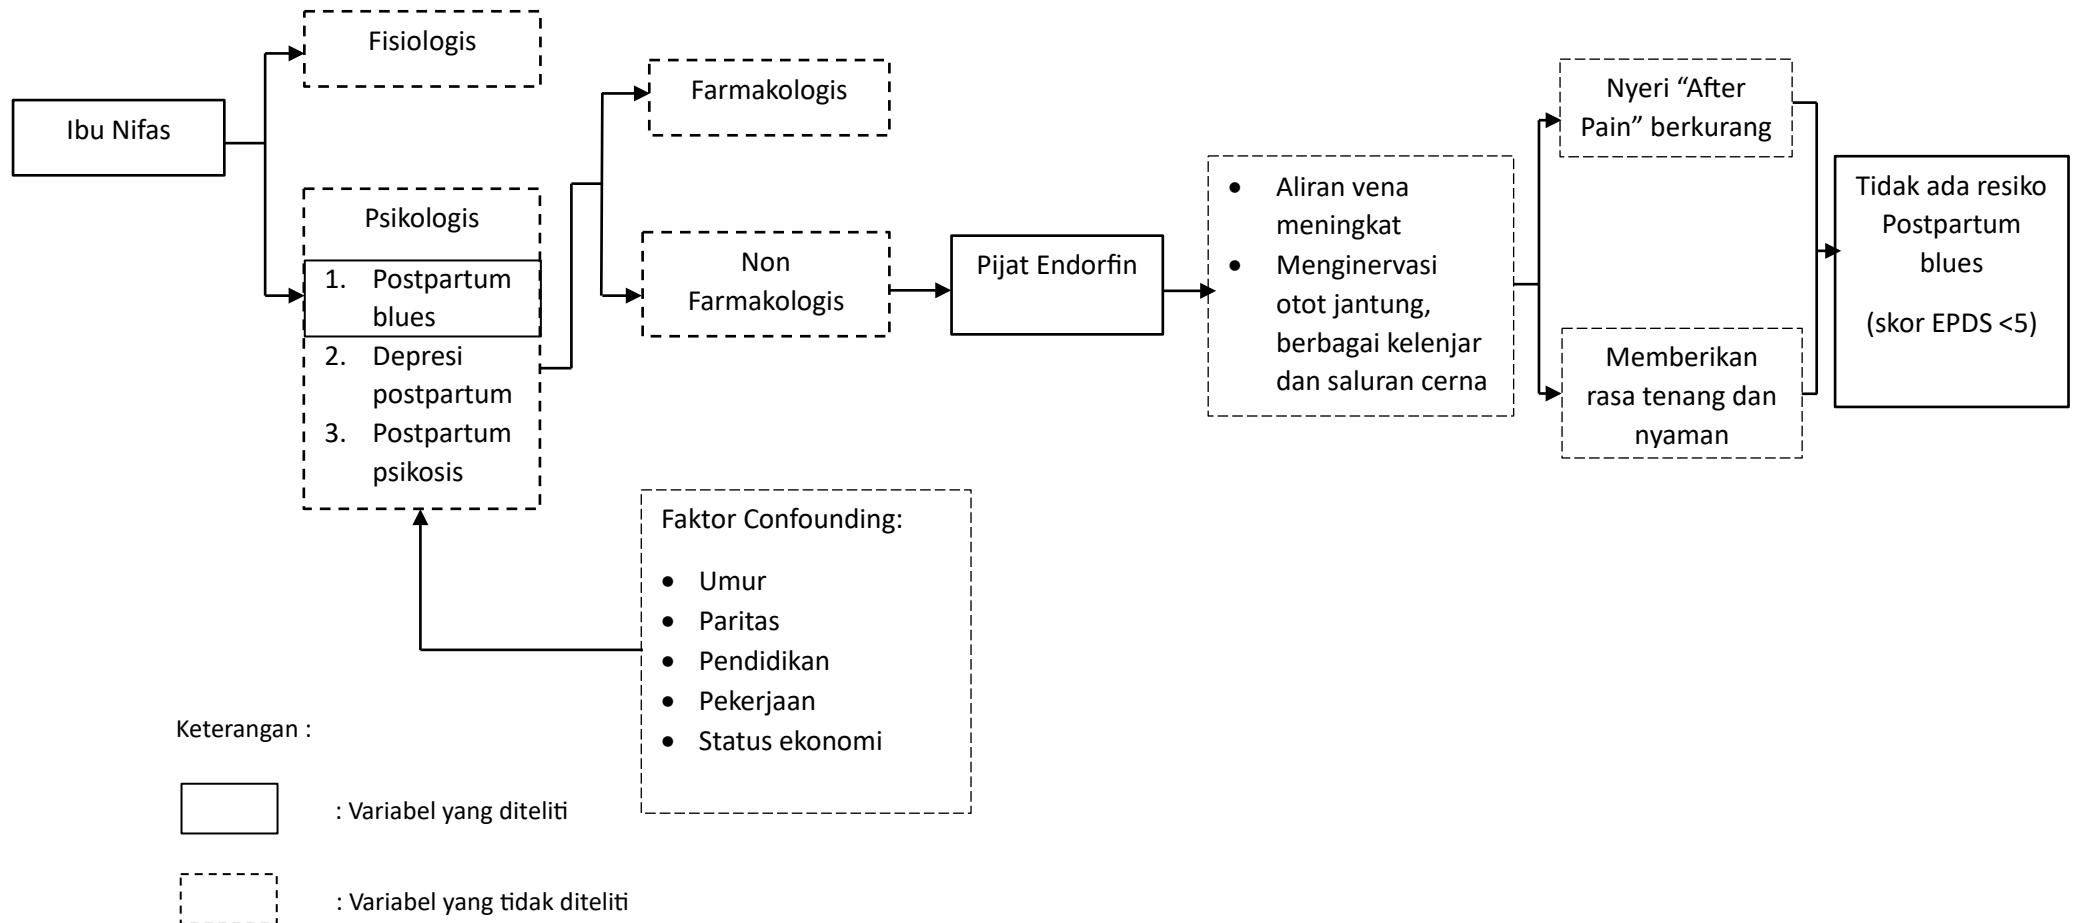 Fisiologis
Ibu Nifas
Psikologis
1. Postpartum
blues
2. Depresi
postpartum
3. Postpartum
psikosis
Farmakologis
Non
Farmakologis
Pijat Endorfin
• Aliran vena
meningkat
• Menginervasi
otot jantung,
berbagai kelenjar
dan saluran cerna
Nyeri “After
Pain” berkurang
Memberikan
rasa tenang dan
nyaman
Tidak ada resiko
Postpartum
blues
(skor EPDS <5)
Faktor Confounding:
• Umur
• Paritas
• Pendidikan
• Pekerjaan
• Status ekonomi
Keterangan :
: Variabel yang diteliti
: Variabel yang tidak diteliti